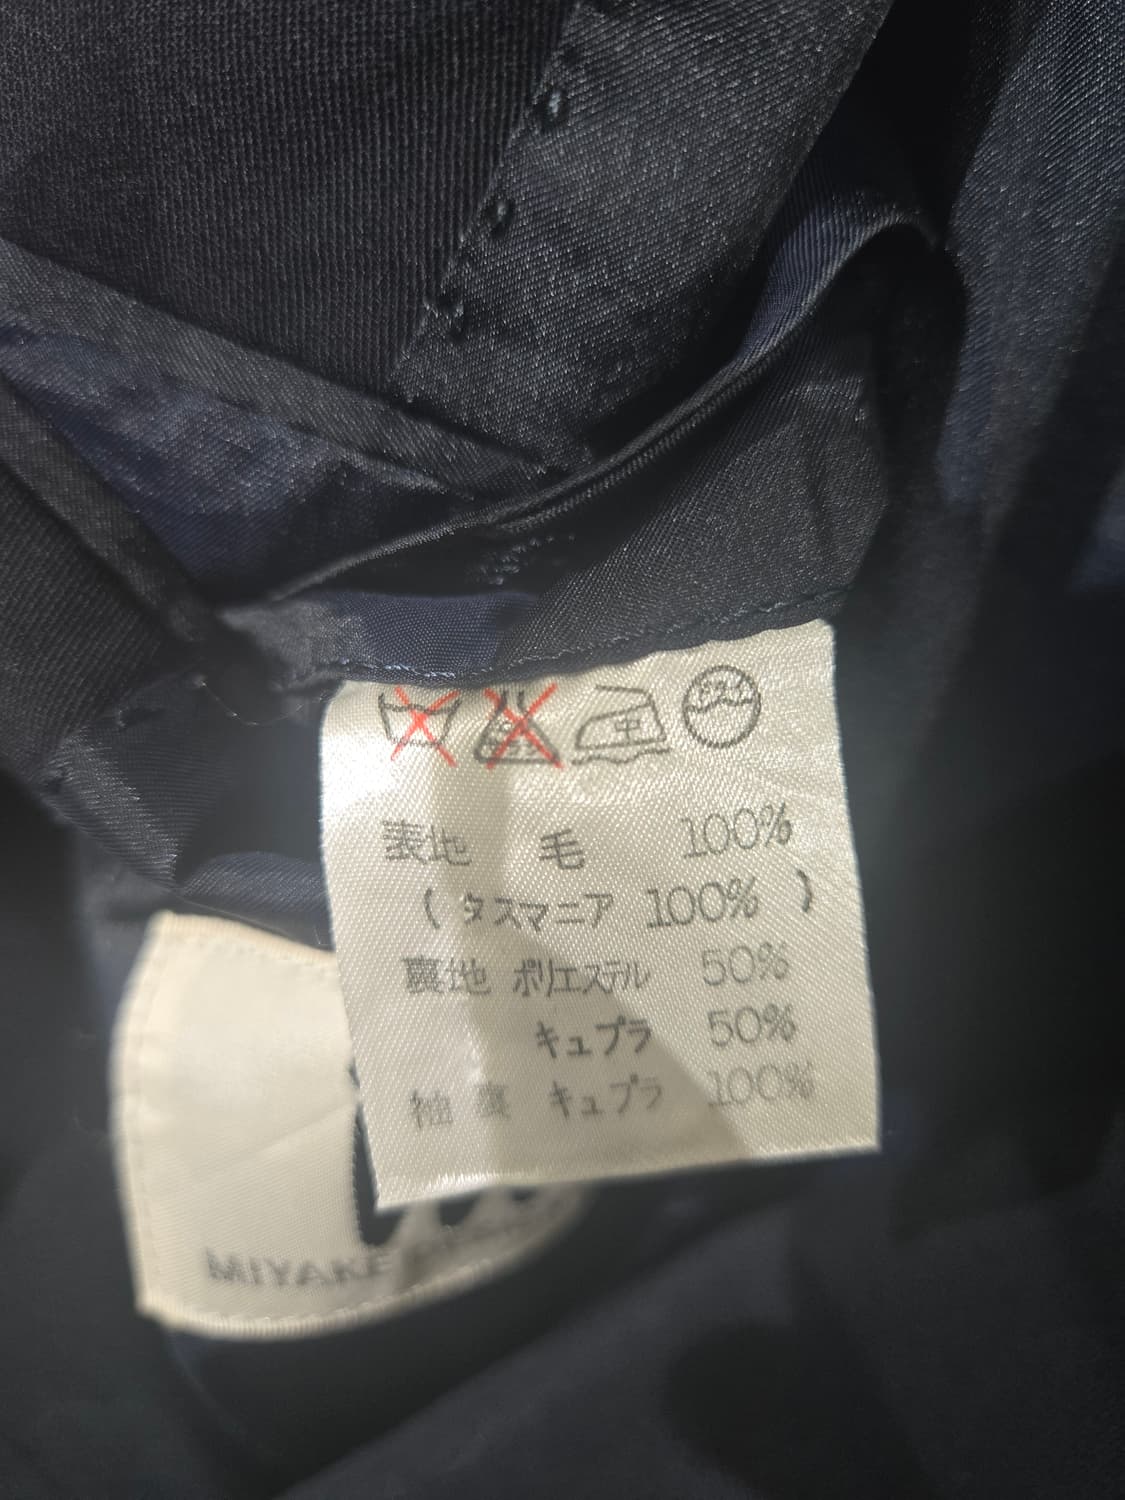 中 ドライ
表地 毛 100%
( タスマニア 100% )
裏地 ポリエステル 50%
キュプラ 50%
袖裏 キュプラ 100%
MIYAKE